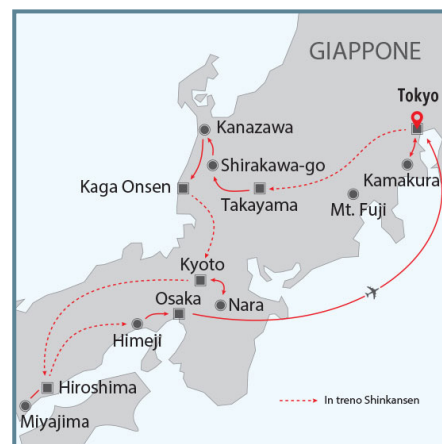 GIAPPONE
Tokyo
Kanazawa
Shirakawa-go
Kamakura
Kaga Onsen
Takayama
Mt. Fuji
Kyoto
Osaka
Nara
Himeji
Hiroshima
In treno Shinkansen
Miyajima